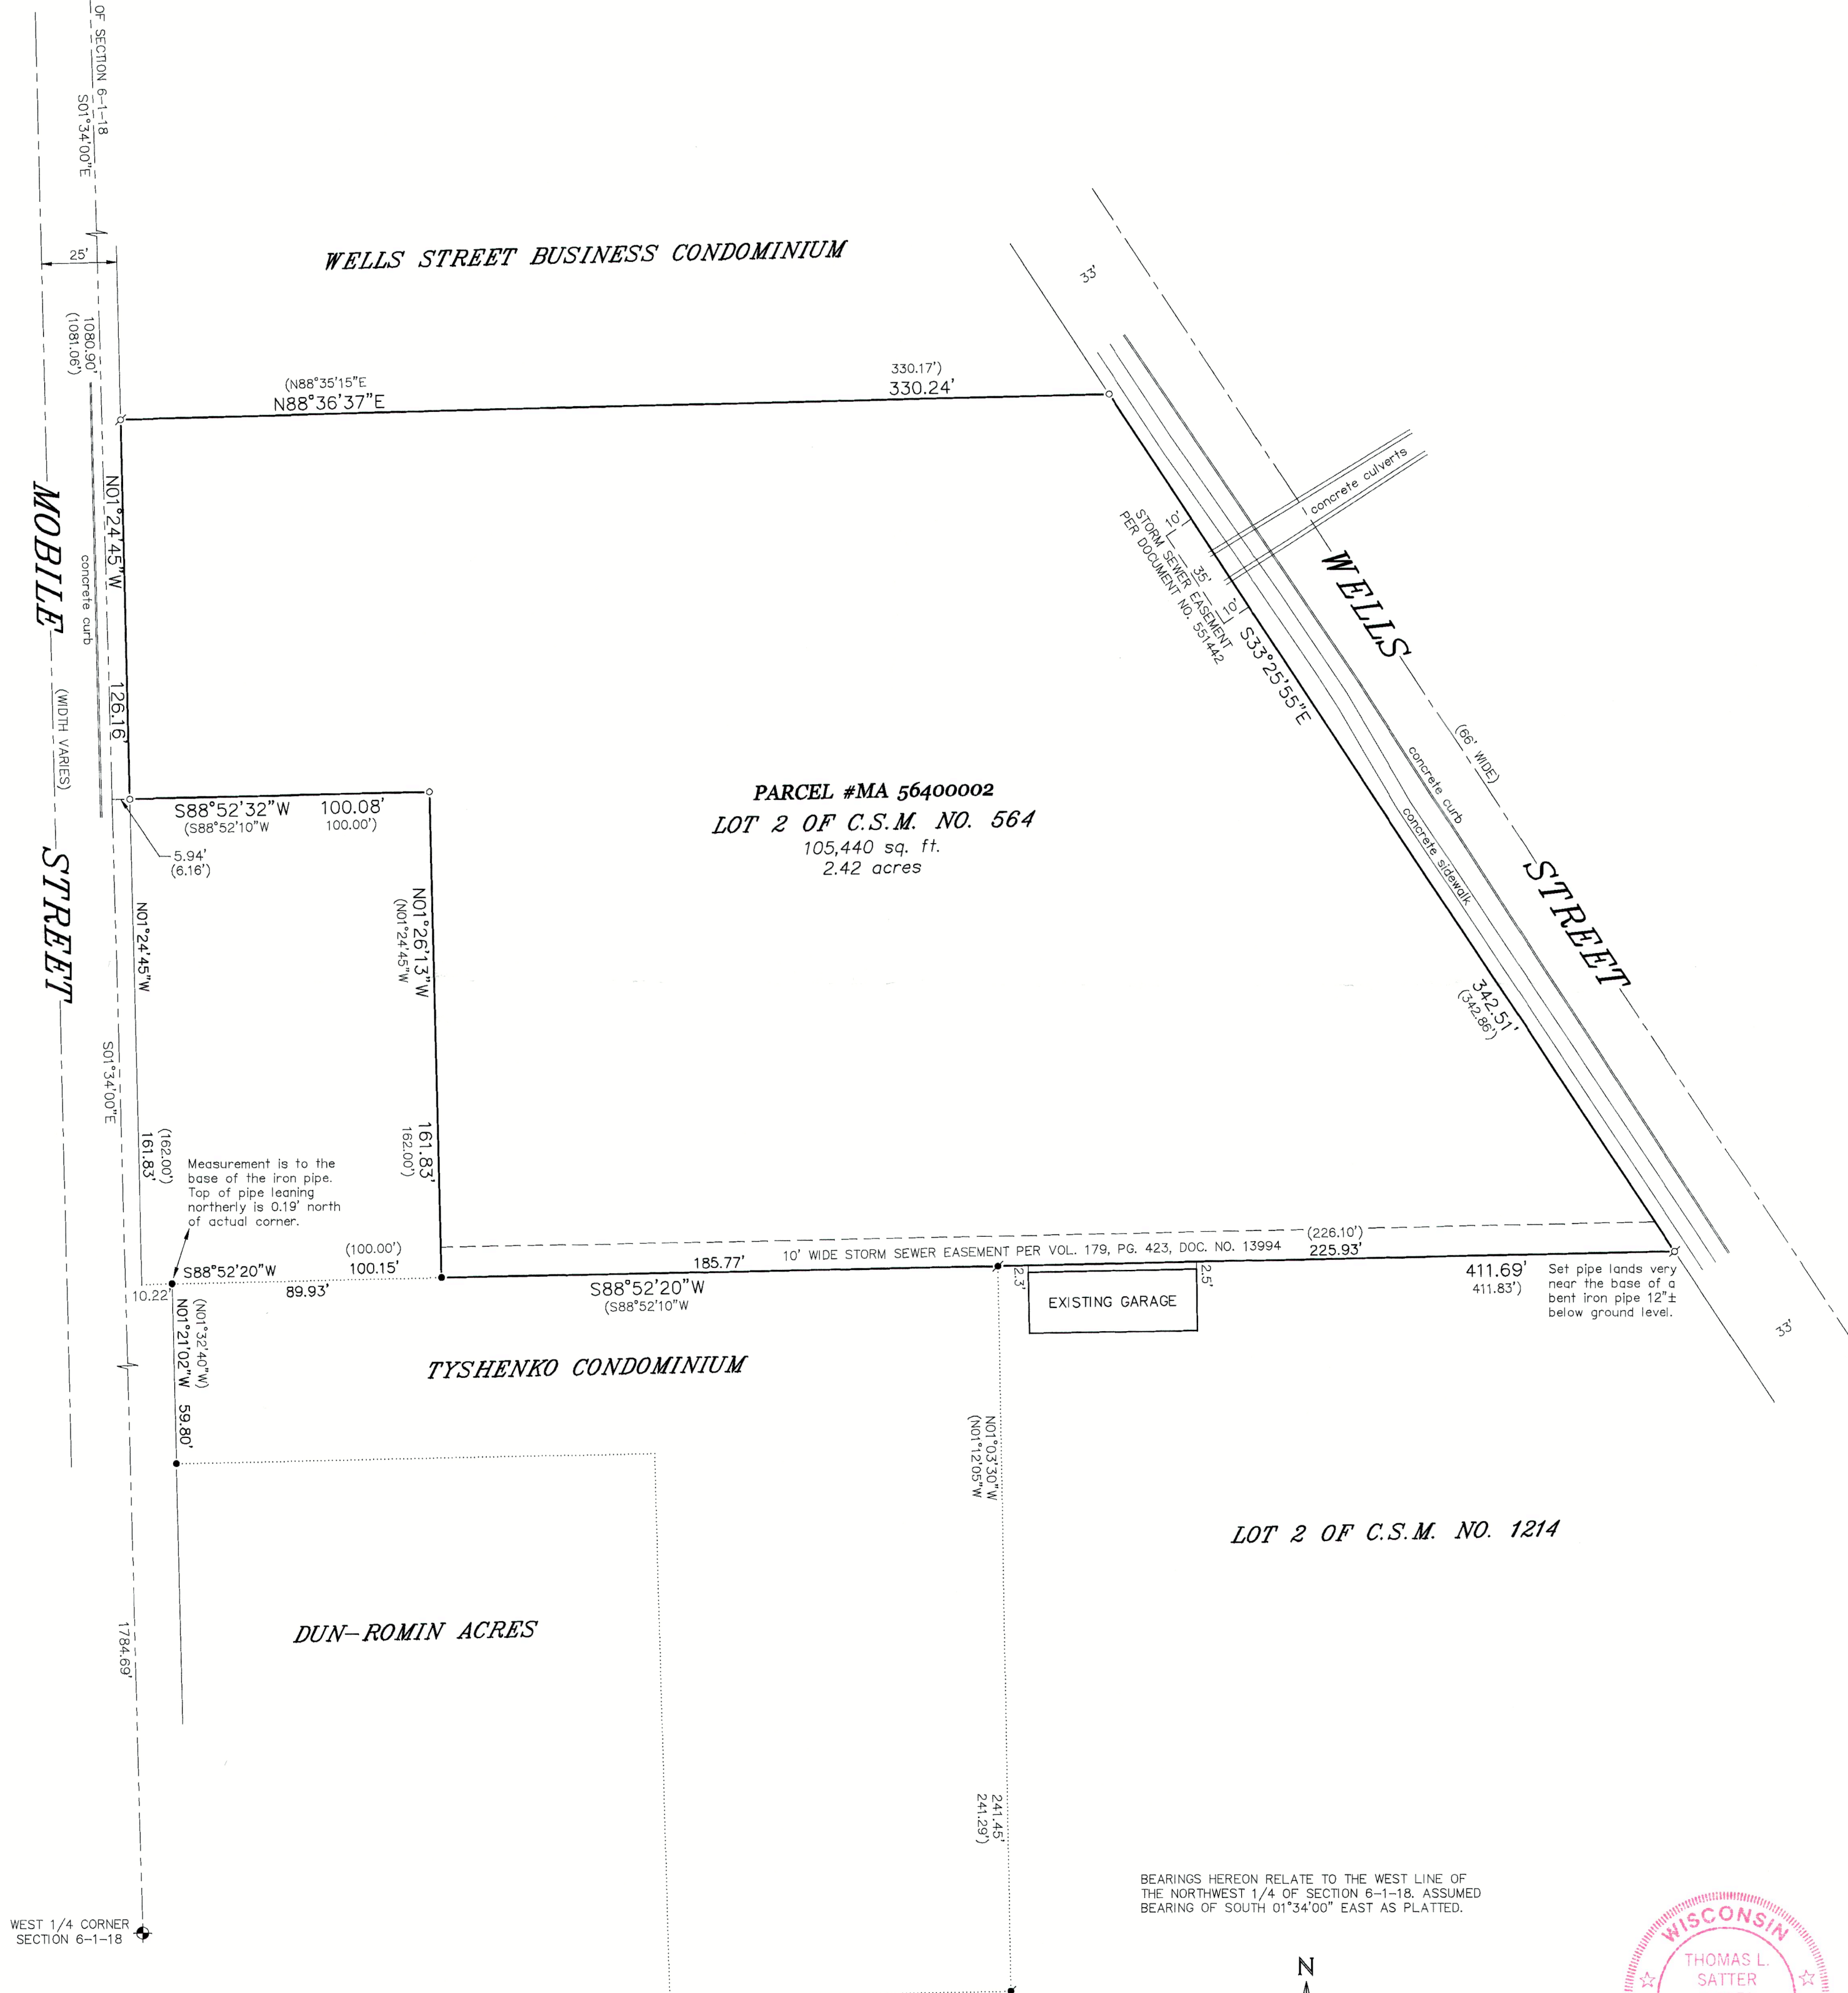 OF SECTION 6-1-18
S01°34'00"E
25'
1080.90'
(1081.06')
WELLS STREET BUSINESS CONDOMINIUM
33'
(N88°35'15"E
330.17')
N88°36'37"E
330.24'
N01°24'45"W
126.16'
MOBILE
STREET
(WIDTH VARIES)
concrete curb
concrete culverts
10'
35'
10'
STORM SEWER EASEMENT
PER DOCUMENT NO. 551442
S33°25'55"E
WELLS
STREET
(66' WIDE)
concrete curb
concrete sidewalk
342.51'
(342.86')
PARCEL #MA 56400002
LOT 2 OF C.S.M. NO. 564
105,440 sq. ft.
2.42 acres
S88°52'32"W 100.08'
(S88°52'10"W 100.00')
5.94'
(6.16')
N01°24'45"W
N01°26'13"W
(N01°24'45"W
S01°34'00"E
(162.00')
161.83'
161.83'
162.00')
Measurement is to the
base of the iron pipe.
Top of pipe leaning
northerly is 0.19' north
of actual corner.
(100.00')
S88°52'20"W 100.15'
10.22'
89.93'
185.77'
10' WIDE STORM SEWER EASEMENT PER VOL. 179, PG. 423, DOC. NO. 13994
(226.10')
225.93'
S88°52'20"W
(S88°52'10"W
411.69'
411.83')
Set pipe lands very
near the base of a
bent iron pipe 12"±
below ground level.
2.3'
2.5'
EXISTING GARAGE
33'
(N01°32'40"W)
N01°21'02"W 59.80'
TYSHENKO CONDOMINIUM
N01°03'30"W
(N01°12'05"W
LOT 2 OF C.S.M. NO. 1214
DUN-ROMIN ACRES
1784.69'
241.45'
241.29')
BEARINGS HEREON RELATE TO THE WEST LINE OF
THE NORTHWEST 1/4 OF SECTION 6-1-18. ASSUMED
BEARING OF SOUTH 01°34'00" EAST AS PLATTED.
WEST 1/4 CORNER
SECTION 6-1-18
N
WISCONSIN
THOMAS L.
SATTER